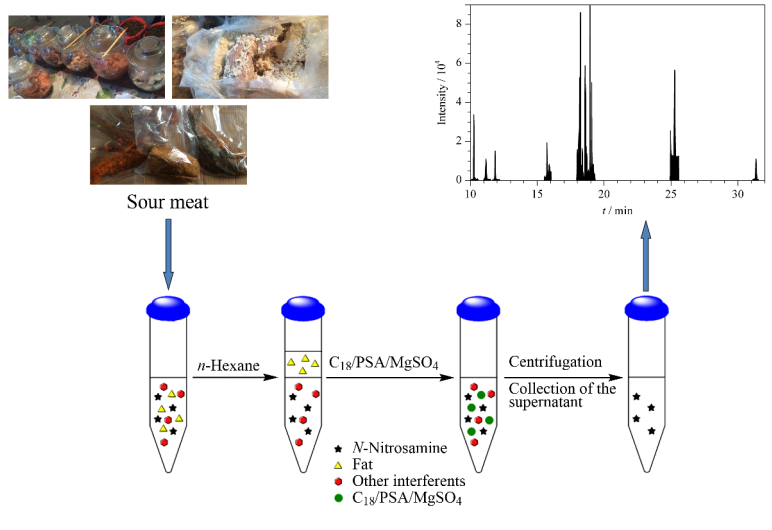 Sour meat
Intensity / 10⁴
8
6
4
2
0
10 15 20 25 30
t / min
n-Hexane
C₁₈/PSA/MgSO₄
Centrifugation
Collection of the
supernatant
N-Nitrosamine
Fat
Other interferents
C₁₈/PSA/MgSO₄